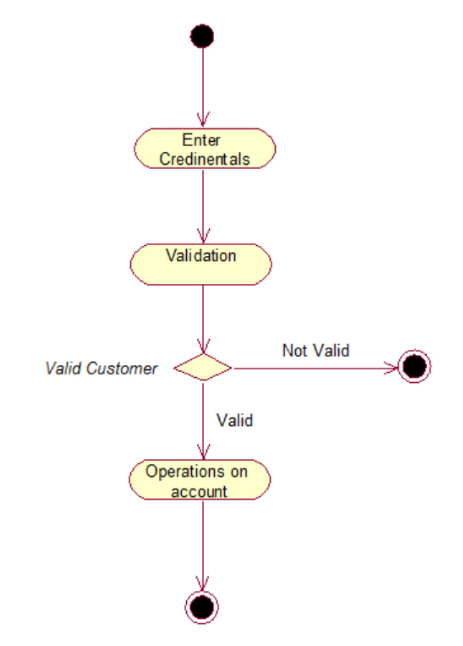 Enter
Credinentals
Validation
Not Valid
Valid Customer
Valid
Operations on
account